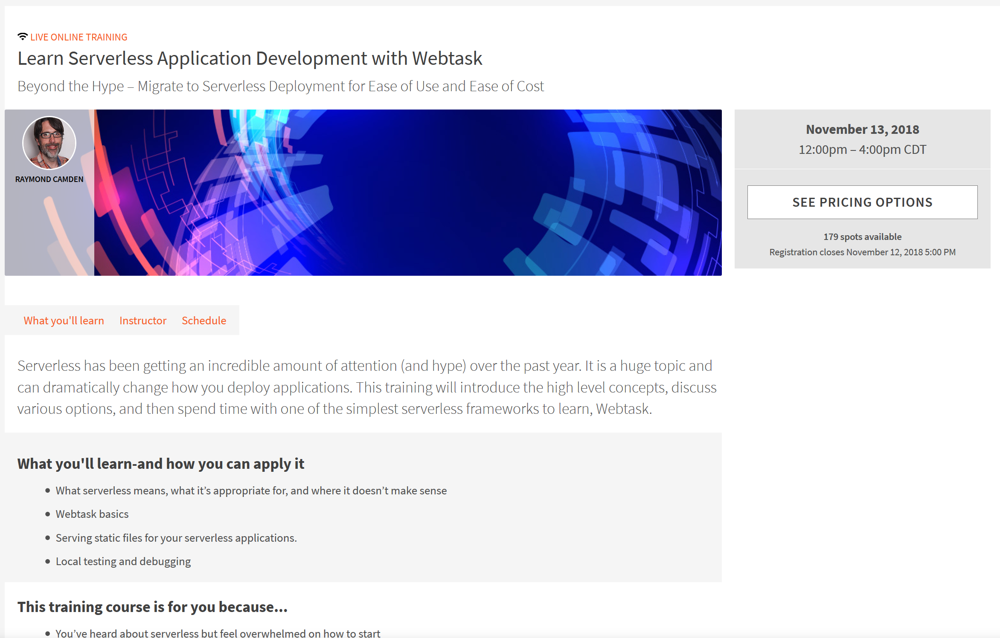 LIVE ONLINE TRAINING
Learn Serverless Application Development with Webtask
Beyond the Hype – Migrate to Serverless Deployment for Ease of Use and Ease of Cost
RAYMOND CAMDEN
November 13, 2018
12:00pm – 4:00pm CDT
SEE PRICING OPTIONS
179 spots available
Registration closes November 12, 2018 5:00 PM
What you'll learn Instructor Schedule
Serverless has been getting an incredible amount of attention (and hype) over the past year. It is a huge topic and
can dramatically change how you deploy applications. This training will introduce the high level concepts, discuss
various options, and then spend time with one of the simplest serverless frameworks to learn, Webtask.
What you'll learn-and how you can apply it
• What serverless means, what it’s appropriate for, and where it doesn’t make sense
• Webtask basics
• Serving static files for your serverless applications.
• Local testing and debugging
This training course is for you because...
• You’ve heard about serverless but feel overwhelmed on how to start